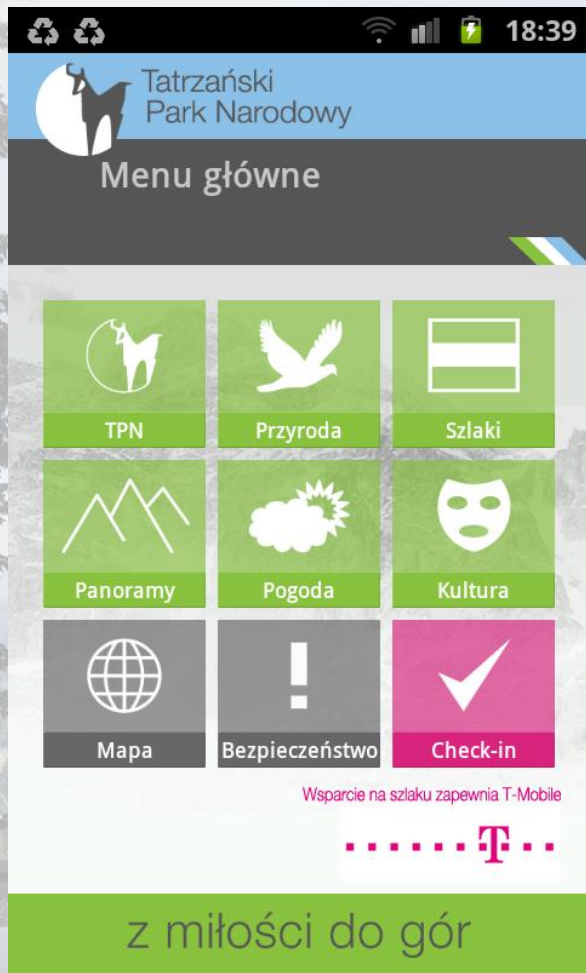 18:39
Tatrzański
Park Narodowy
Menu główne
TPN
Przyroda
Szlaki
Panoramy
Pogoda
Kultura
Mapa
Bezpieczeństwo
Check-in
Wsparcie na szlaku zapewnia T-Mobile
T
z miłości do gór